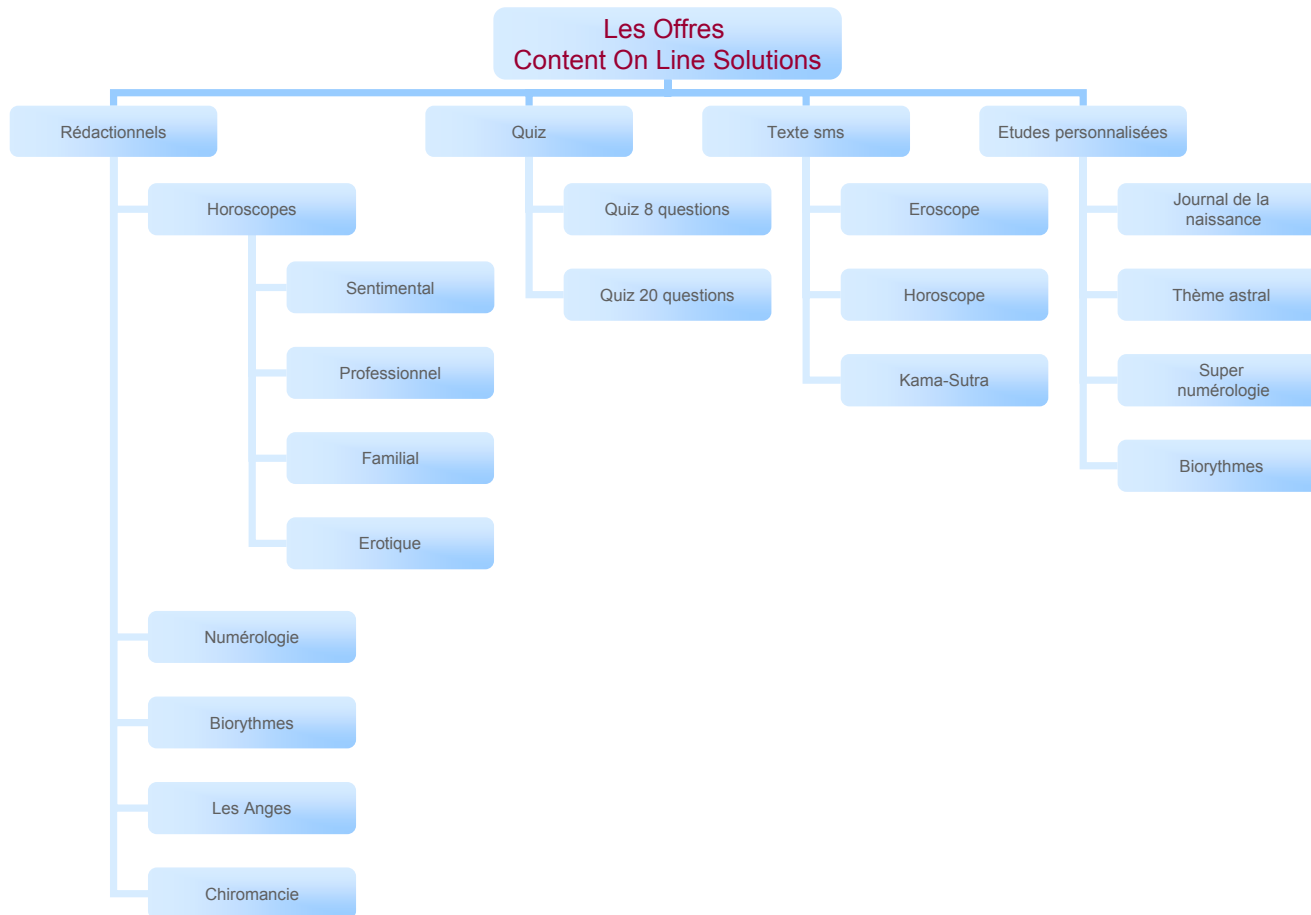 Les Offres
Content On Line Solutions
Rédactionnels
Quiz
Texte sms
Etudes personnalisées
Horoscopes
Sentimental
Professionnel
Familial
Erotique
Numérologie
Biorythmes
Les Anges
Chiromancie
Quiz 8 questions
Quiz 20 questions
Eroscope
Horoscope
Kama-Sutra
Journal de la
naissance
Thème astral
Super
numérologie
Biorythmes